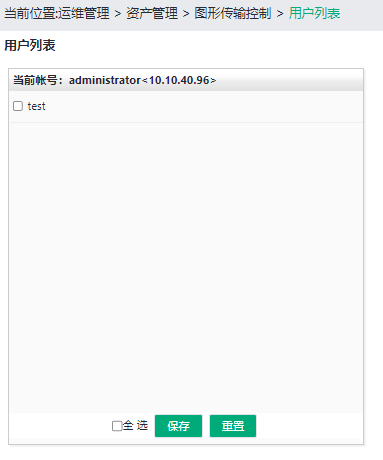 当前位置:运维管理 > 资产管理 > 图形传输控制 > 用户列表
用户列表
当前帐号：administrator<10.10.40.96>
test
全 选 保存 重置